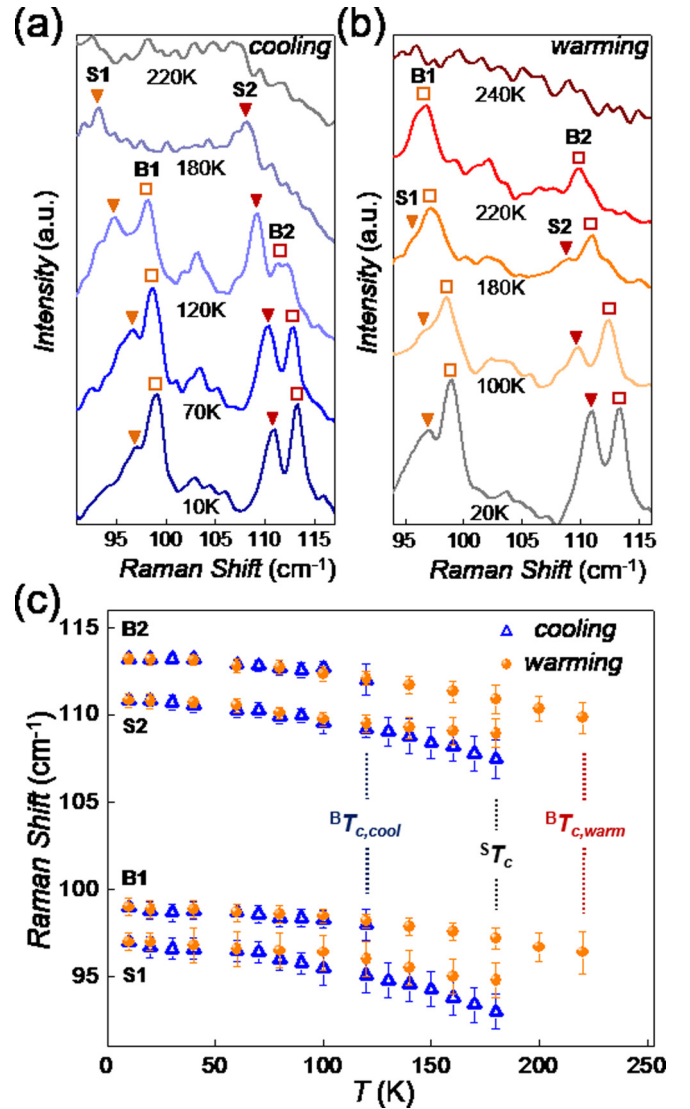 (a) (b)
cooling warming
S1 220K S2
B1 240K
180K B2
B1 220K
S1 S2
B2
120K 180K
70K 100K
10K 20K
Intensity (a.u.) Intensity (a.u.)
95 100 105 110 115 95 100 105 110 115
Raman Shift (cm⁻¹) Raman Shift (cm⁻¹)
(c)
115 B2 cooling
warming
S2
110
ᴮT_c,cool ˢT_c ᴮT_c,warm
105
Raman Shift (cm⁻¹)
100 B1
95 S1
0 50 100 150 200 250
T (K)